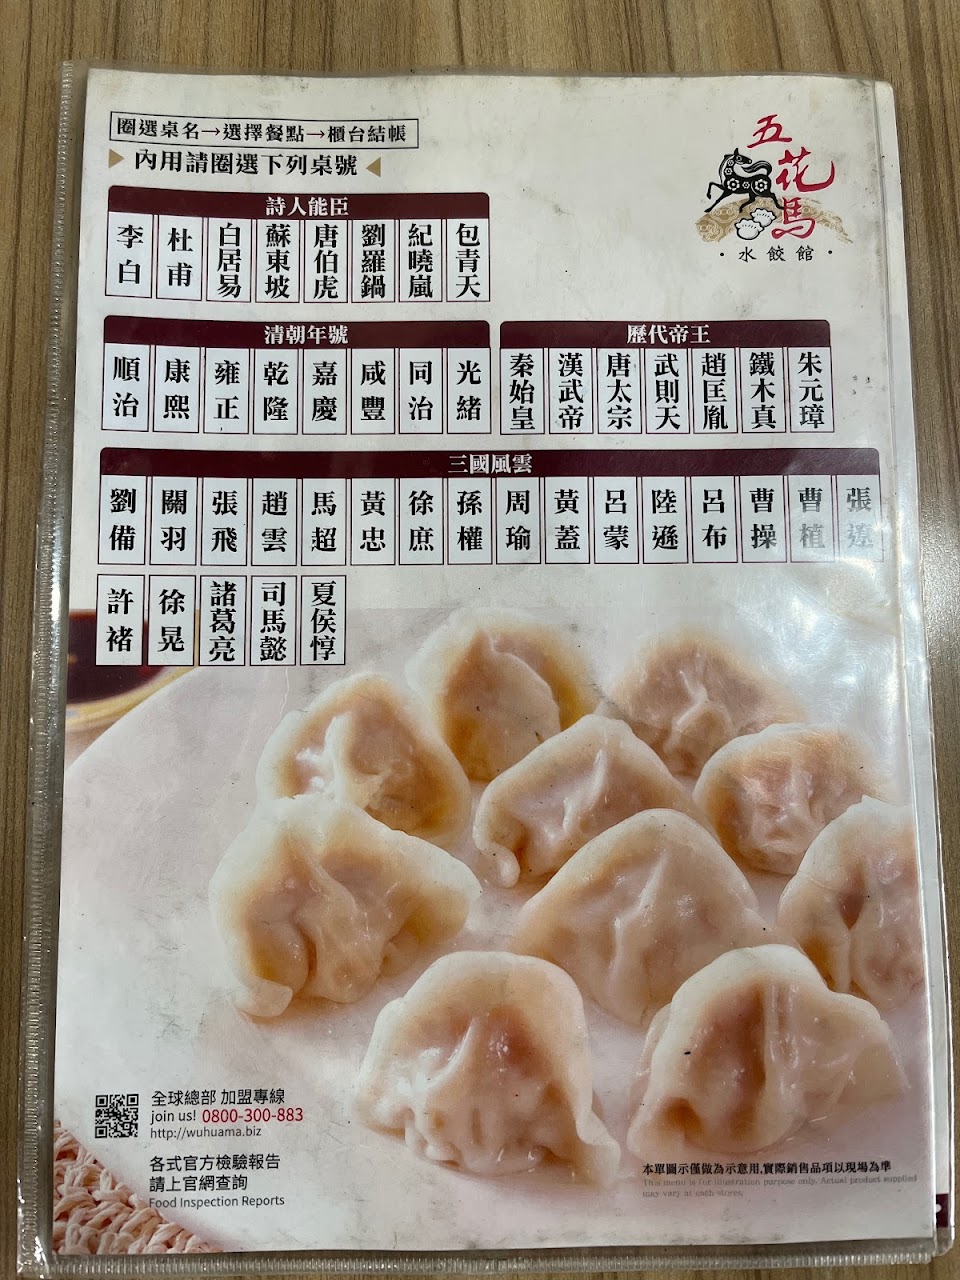 圈選桌名→選擇餐點→櫃台結帳
內用請圈選下列桌號
五花馬
·水餃館·
詩人能臣
李白 杜甫 白居易 蘇東坡 唐伯虎 劉羅鍋 紀曉嵐 包青天
清朝年號
順治 康熙 雍正 乾隆 嘉慶 咸豐 同治 光緒
歷代帝王
秦始皇 漢武帝 唐太宗 武則天 趙匡胤 鐵木真 朱元璋
三國風雲
劉備 關羽 張飛 趙雲 馬超 黃忠 徐庶 孫權 周瑜 黃蓋 呂蒙 陸遜 呂布 曹操 曹植 張遼
許褚 徐晃 諸葛亮 司馬懿 夏侯惇
全球總部 加盟專線
join us! 0800-300-883
http://wuhuama.biz
各式官方檢驗報告
請上官網查詢
Food Inspection Reports
本單圖示僅做為示意用,實際銷售品項以現場為準
This menu is for illustration purpose only. Actual product supplied
may vary at each stores.